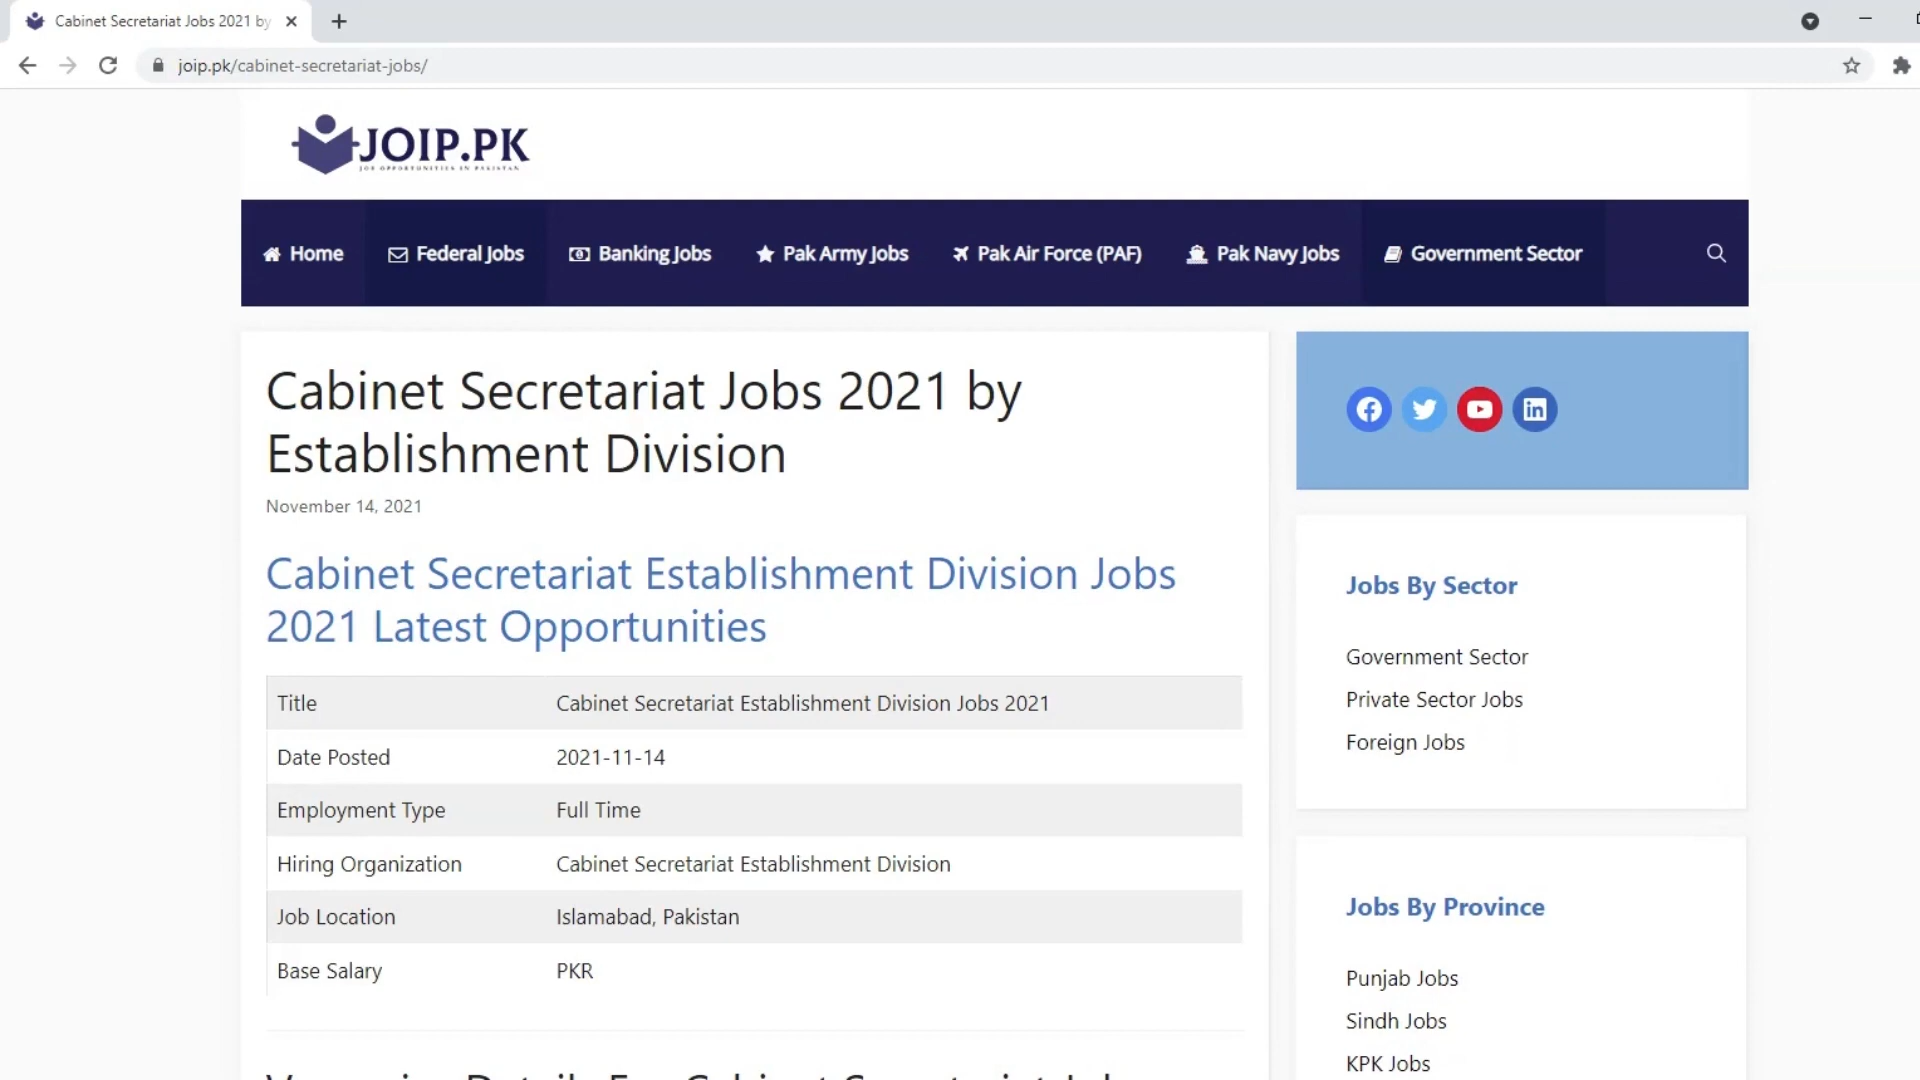 Cabinet Secretariat Jobs 2021 by
joip.pk/cabinet-secretariat-jobs/
JOIP.PK
JOB OPPORTUNITIES IN PAKISTAN
Home Federal Jobs Banking Jobs Pak Army Jobs Pak Air Force (PAF) Pak Navy Jobs Government Sector
Cabinet Secretariat Jobs 2021 by
Establishment Division
November 14, 2021
Cabinet Secretariat Establishment Division Jobs
2021 Latest Opportunities
Title Cabinet Secretariat Establishment Division Jobs 2021
Date Posted 2021-11-14
Employment Type Full Time
Hiring Organization Cabinet Secretariat Establishment Division
Job Location Islamabad, Pakistan
Base Salary PKR
Jobs By Sector
Government Sector
Private Sector Jobs
Foreign Jobs
Jobs By Province
Punjab Jobs
Sindh Jobs
KPK Jobs